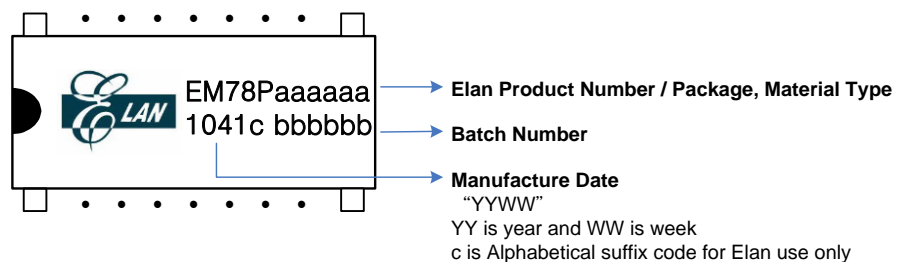 ELAN
EM78Paaaaaa
1041c bbbbbb
Elan Product Number / Package, Material Type
Batch Number
Manufacture Date
“YYWW”
YY is year and WW is week
c is Alphabetical suffix code for Elan use only